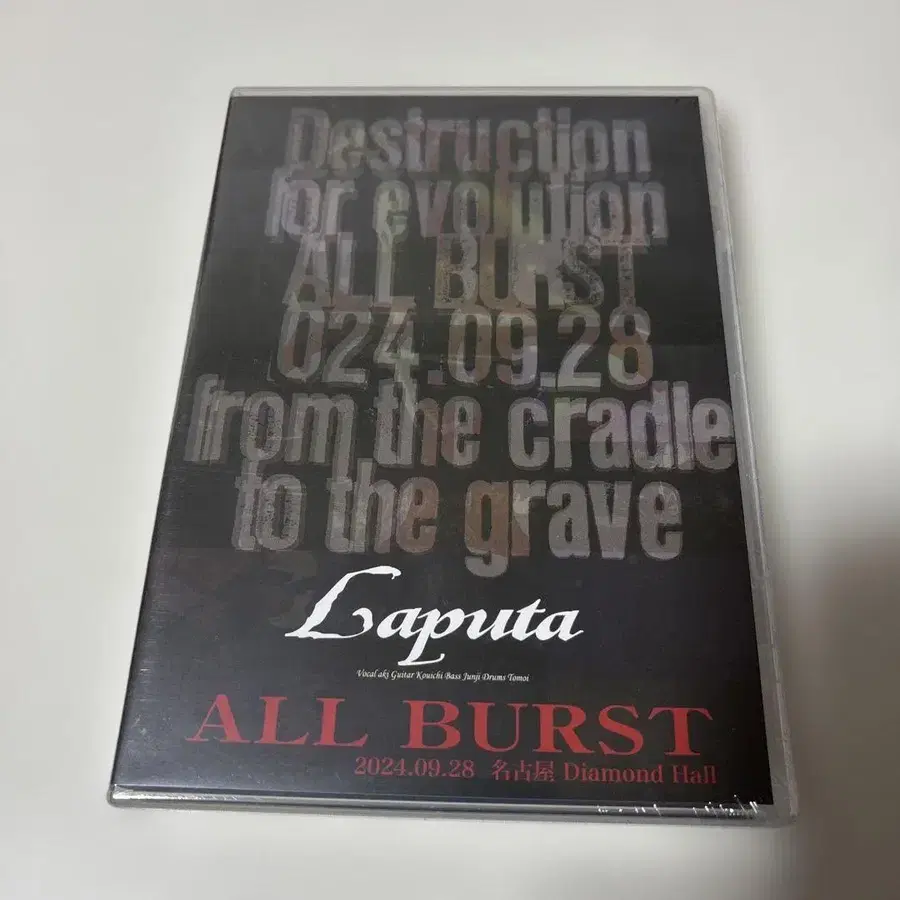 Destruction
for evolution
ALL BURST
024.09.28
from the cradle
to the grave
Laputa
Vocal aki Guitar Kouichi Bass Junji Drums Tomoi
ALL BURST
2024.09.28 名古屋 Diamond Hall